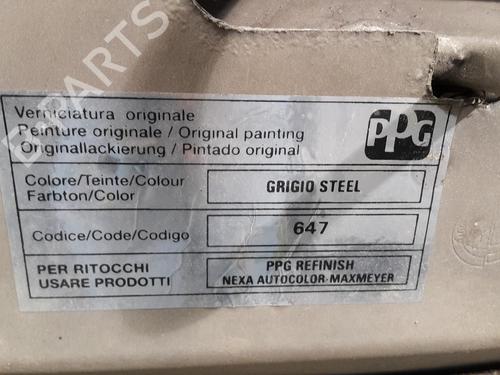 B PARTS
Verniciatura originale
Peinture originale / Original painting
Originallackierung / Pintado original
PPG
Colore/Teinte/Colour
Farbton/Color
GRIGIO STEEL
Codice/Code/Codigo
647
PER RITOCCHI
USARE PRODOTTI
PPG REFINISH
NEXA AUTOCOLOR-MAXMEYER